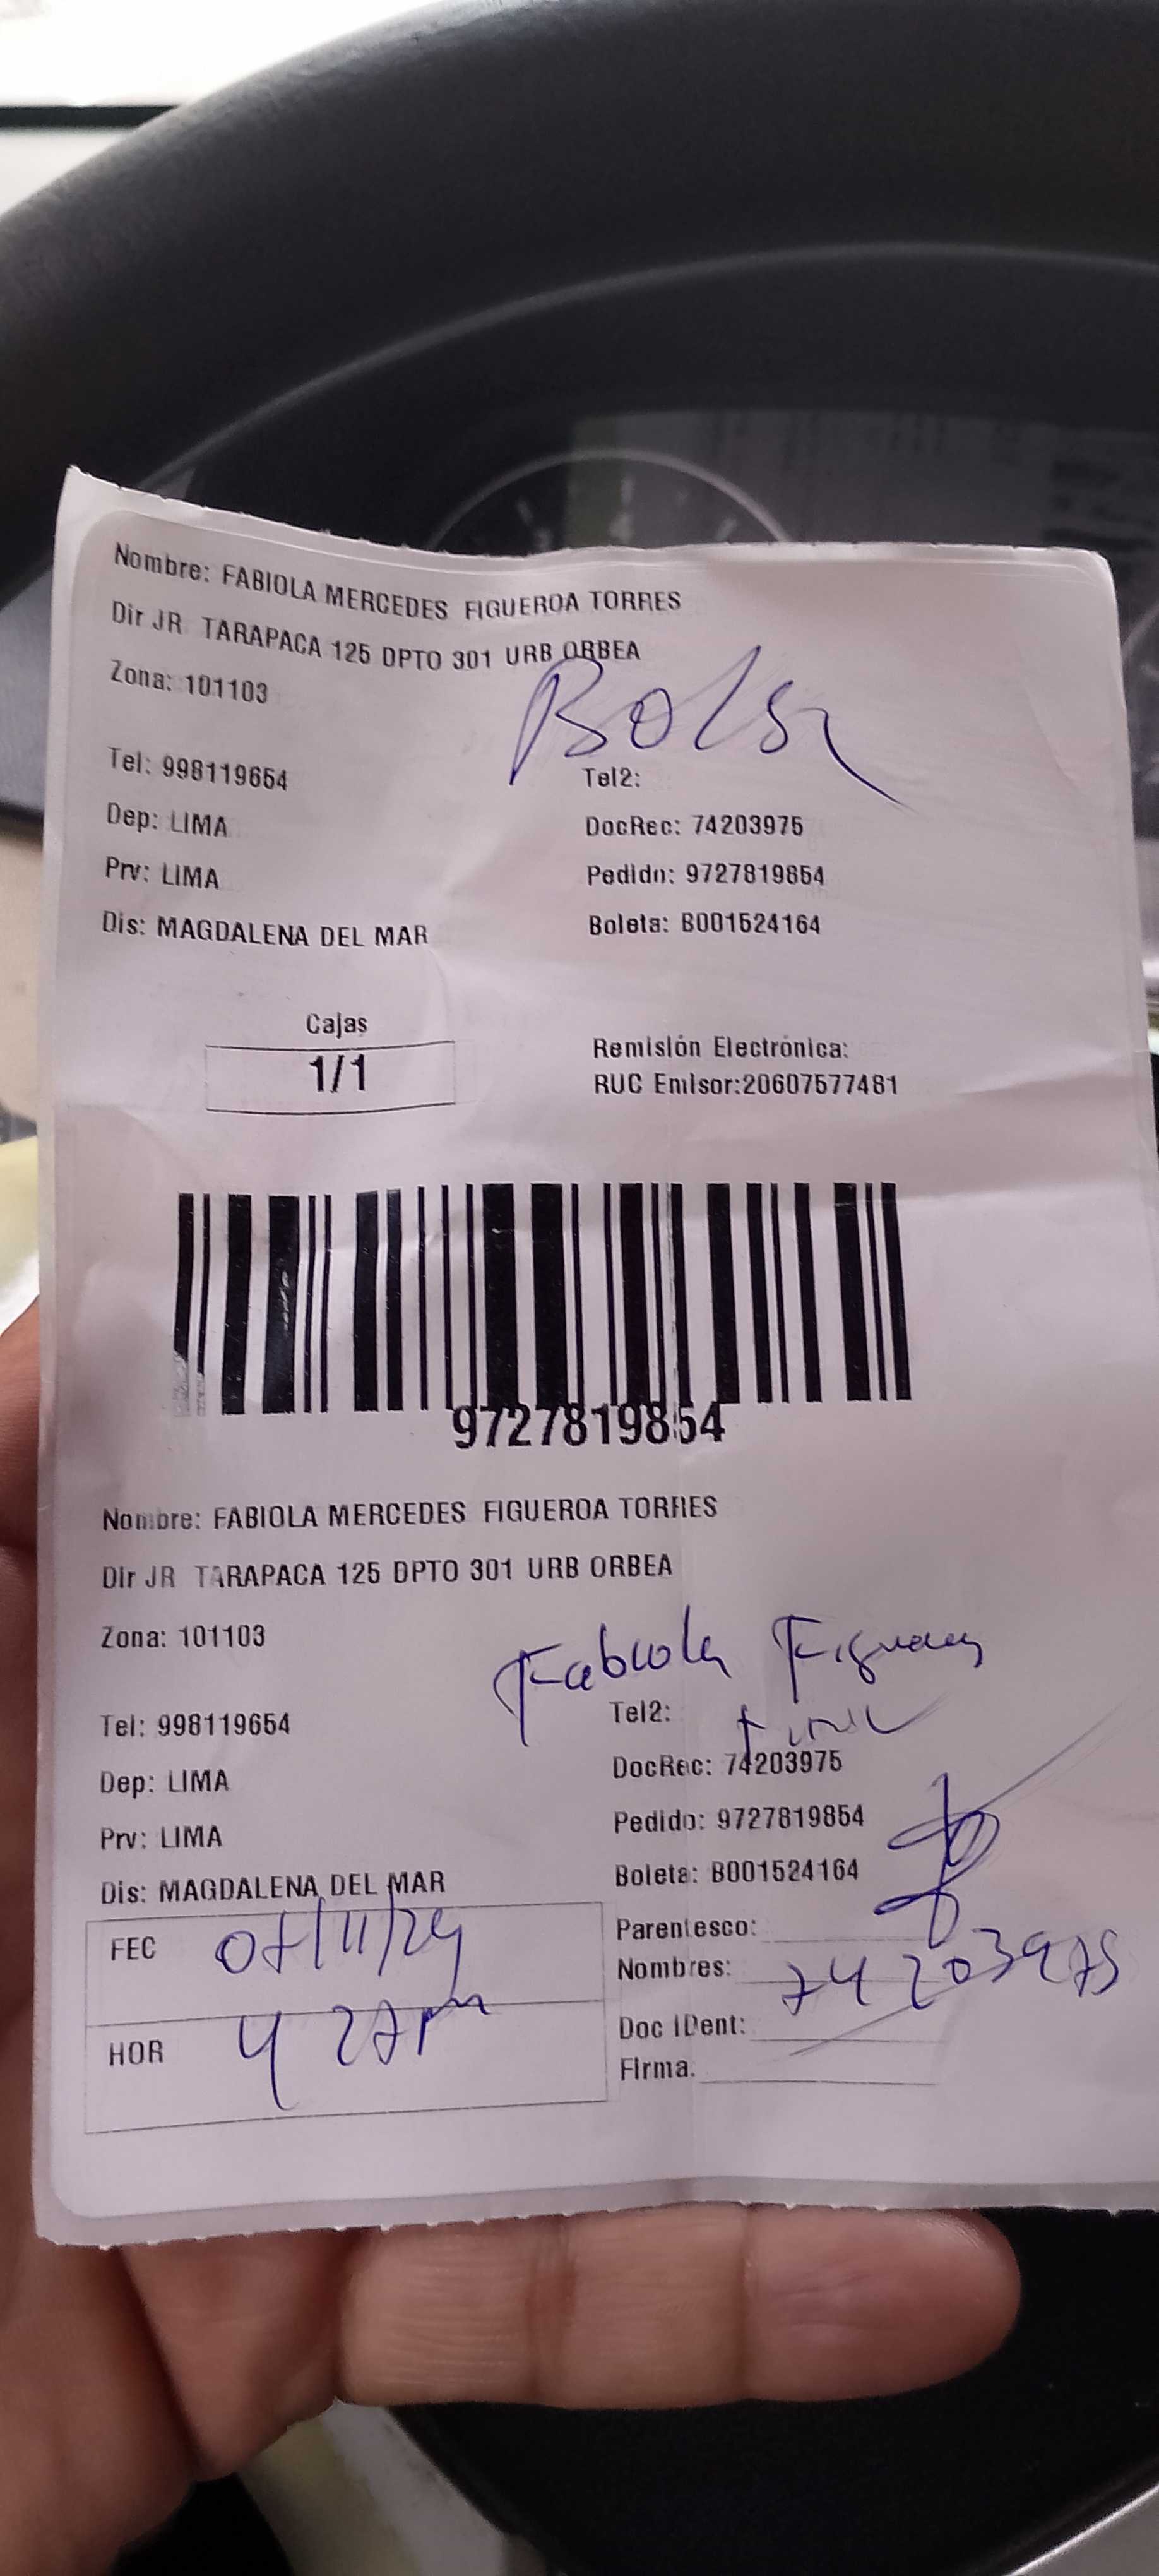 Nombre: FABIOLA MERCEDES FIGUEROA TORRES
Dir JR TARAPACA 125 DPTO 301 URB ORBEA
Zona: 101103
Bolsa
Tel: 998119654 Tel2:
Dep: LIMA DocRec: 74203975
Prv: LIMA Pedido: 9727819854
Dis: MAGDALENA DEL MAR Boleta: B001524164
Cajas
1/1
Remisión Electrónica:
RUC Emisor:20607577481
9727819854
Nombre: FABIOLA MERCEDES FIGUEROA TORRES
Dir JR TARAPACA 125 DPTO 301 URB ORBEA
Zona: 101103
Fabiola Figueroa
Tel: 998119654 Tel2:
Dep: LIMA DocRec: 74203975
Prv: LIMA Pedido: 9727819854
Dis: MAGDALENA DEL MAR Boleta: B001524164
FEC 07/11/24 Parentesco:
Nombres: 74203975
HOR 4 27pm Doc IDent:
Firma: